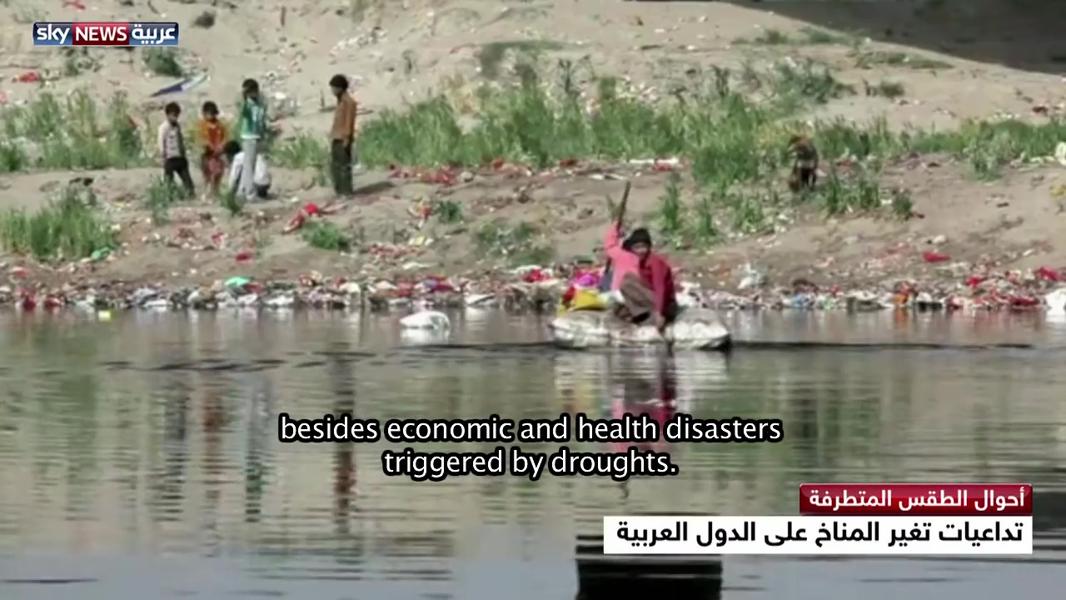 sky NEWS عربية
besides economic and health disasters
triggered by droughts.
أحوال الطقس المتطرفة
تداعيات تغير المناخ على الدول العربية